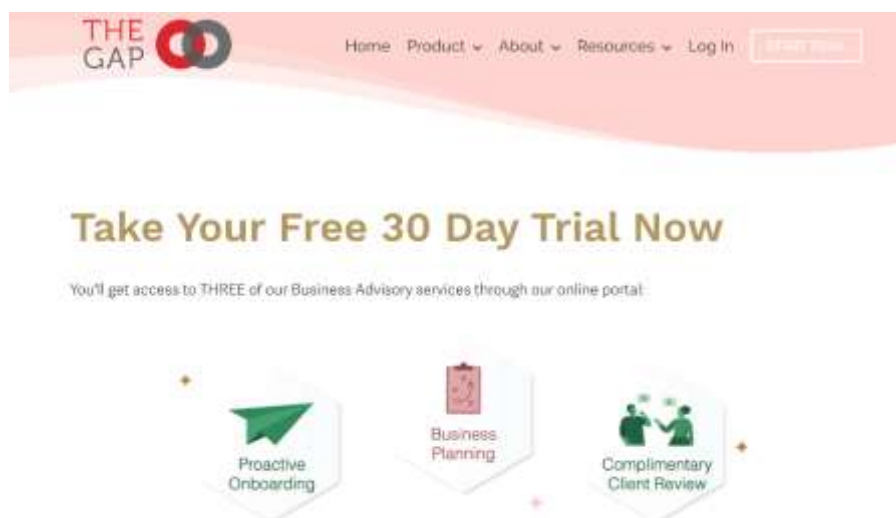 THE
GAP
Home Product About Resources Log In
Take Your Free 30 Day Trial Now
You'll get access to THREE of our Business Advisory services through our online portal:
Proactive
Onboarding
Business
Planning
Complimentary
Client Review